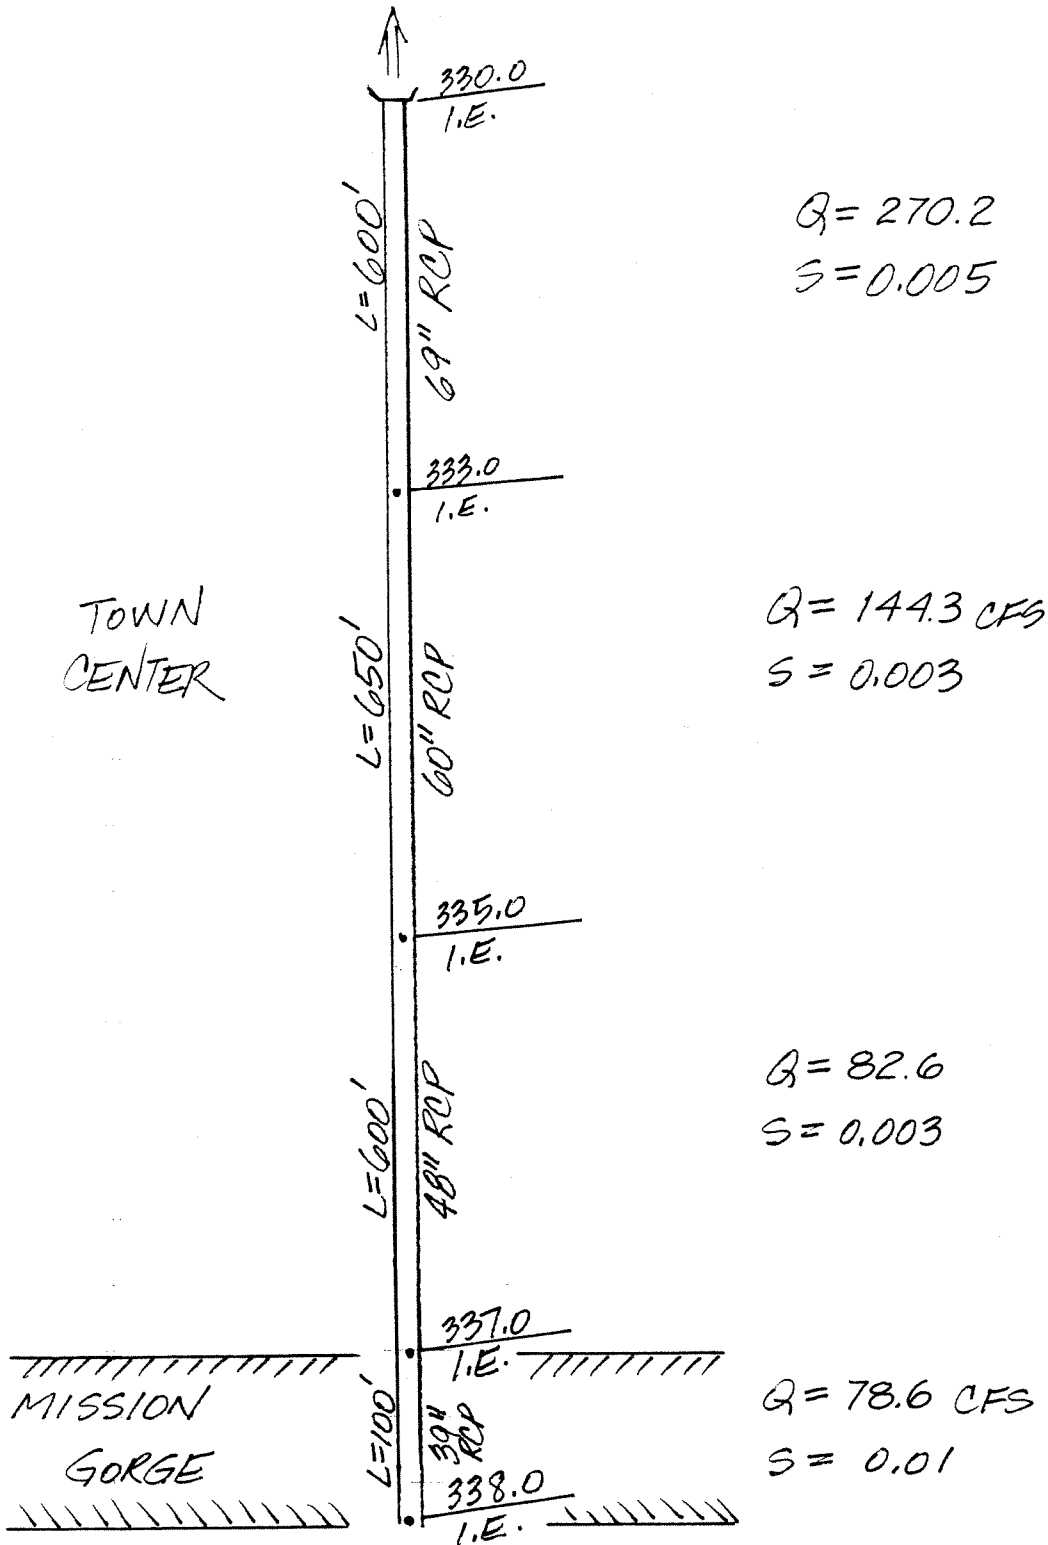 330.0
I.E.
L=600'
69" RCP
Q = 270.2
S = 0.005
333.0
I.E.
TOWN
CENTER
L=650'
60" RCP
Q = 144.3 CFS
S = 0.003
335.0
I.E.
L=600'
48" RCP
Q = 82.6
S = 0.003
337.0
I.E.
MISSION
GORGE
L=100'
39"
RCP
Q = 78.6 CFS
S = 0.01
338.0
I.E.